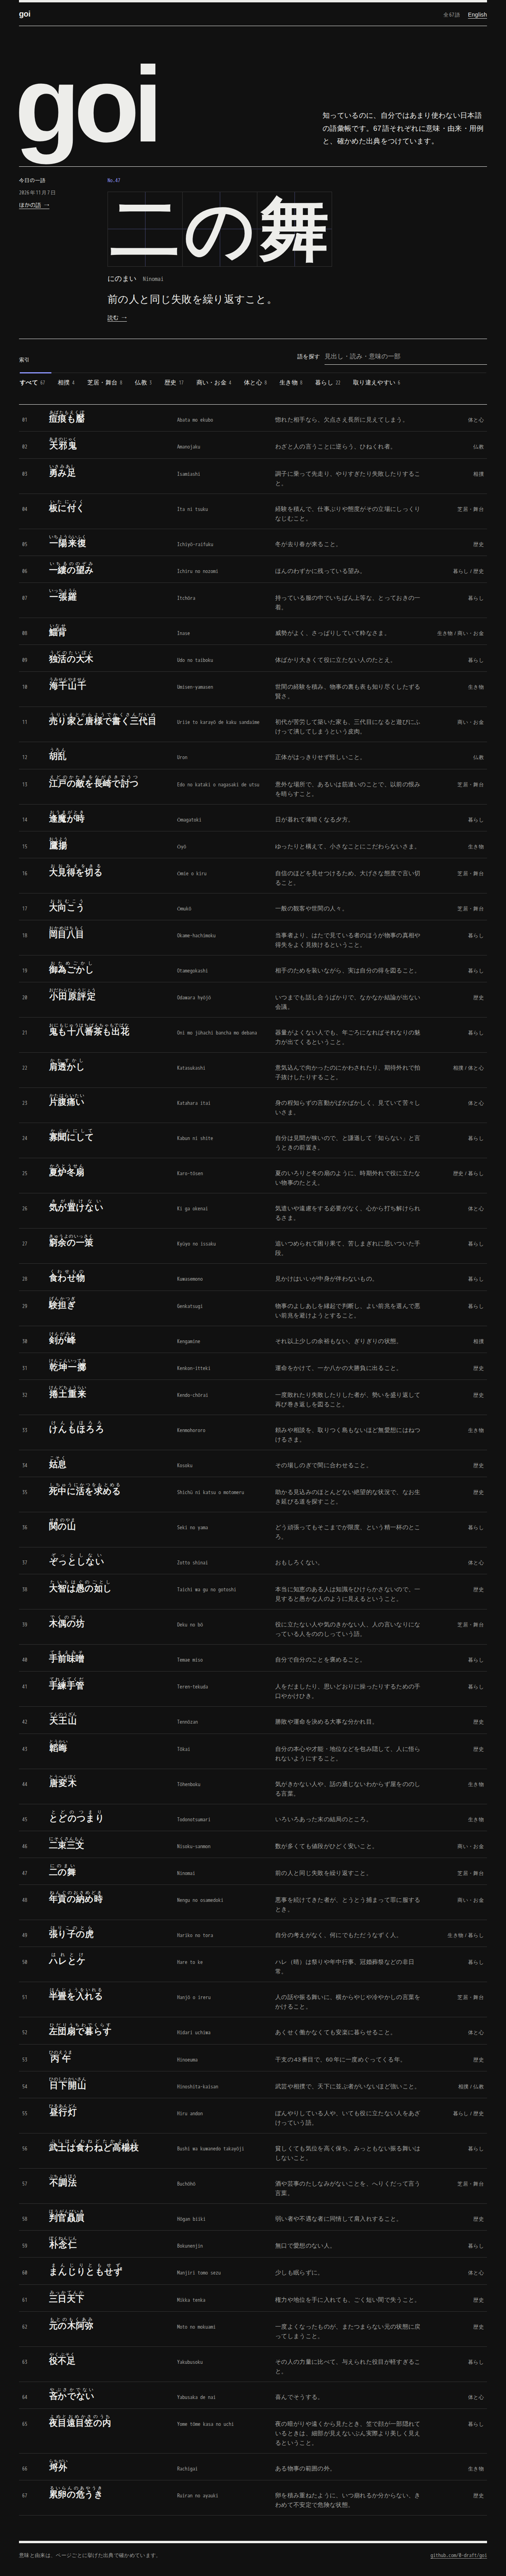 goi
全67語 English
goi
知っているのに、自分ではあまり使わない日本語
の語彙帳です。67語それぞれに意味・由来・用例
と、確かめた出典をつけています。
今日の一語
2026年11月7日
ほかの語 →
No.47
二の舞
にのまい Ninomai
前の人と同じ失敗を繰り返すこと。
読む →
索引
語を探す 見出し・読み・意味の一部
すべて 67 相撲 4 芝居・舞台 8 仏教 3 歴史 17 商い・お金 4 体と心 8 生き物 8 暮らし 22 取り違えやすい 6
01 痘痕も靨 Abata mo ekubo 惚れた相手なら、欠点さえ長所に見えてしまう。 体と心
02 天邪鬼 Amanojaku わざと人の言うことに逆らう、ひねくれ者。 仏教
03 勇み足 Isamiashi 調子に乗って先走り、やりすぎたり失敗したりするこ 相撲
と。
04 板に付く Ita ni tsuku 経験を積んで、仕事ぶりや態度がその立場にしっくり 芝居・舞台
なじむこと。
05 一陽来復 Ichiyō-raifuku 冬が去り春が来ること。 歴史
06 一縷の望み Ichiru no nozomi ほんのわずかに残っている望み。 暮らし / 歴史
07 一張羅 Itchōra 持っている服の中でいちばん上等な、とっておきの一 暮らし
着。
08 鯔背 Inase 威勢がよく、さっぱりしていて粋なさま。 生き物 / 商い・お金
09 独活の大木 Udo no taiboku 体ばかり大きくて役に立たない人のたとえ。 暮らし
10 海千山千 Umisen-yamasen 世間の経験を積み、物事の裏も表も知り尽くしたずる 生き物
賢さ。
11 売り家と唐様で書く三代目 Uriie to karayō de kaku sandaime 初代が苦労して築いた家も、三代目になると遊びにふ 商い・お金
けって潰してしまうという皮肉。
12 胡乱 Uron 正体がはっきりせず怪しいこと。 仏教
13 江戸の敵を長崎で討つ Edo no kataki o nagasaki de utsu 意外な場所で、あるいは筋違いのことで、以前の恨み 芝居・舞台
を晴らすこと。
14 逢魔が時 Ōmagatoki 日が暮れて薄暗くなる夕方。 暮らし
15 鷹揚 Ōyō ゆったりと構えて、小さなことにこだわらないさま。 生き物
16 大見得を切る Ōmie o kiru 自信のほどを見せつけるため、大げさな態度で言い切 芝居・舞台
ること。
17 大向こう Ōmukō 一般の観客や世間の人々。 芝居・舞台
18 岡目八目 Okame-hachimoku 当事者より、はたで見ている者のほうが物事の真相や 暮らし
得失をよく見抜けるということ。
19 御為ごかし Otamegokashi 相手のためを装いながら、実は自分の得を図ること。 暮らし
20 小田原評定 Odawara hyōjō いつまでも話し合うばかりで、なかなか結論が出ない 歴史
会議。
21 鬼も十八番茶も出花 Oni mo jūhachi bancha mo debana 器量がよくない人でも、年ごろになればそれなりの魅 暮らし
力が出てくるということ。
22 肩透かし Katasukashi 意気込んで向かったのにかわされたり、期待外れで拍 相撲 / 体と心
子抜けしたりすること。
23 片腹痛い Katahara itai 身の程知らずの言動がばかばかしく、見ていて苦々し 体と心
いさま。
24 寡聞にして Kabun ni shite 自分は見聞が狭いので、と謙遜して「知らない」と言 暮らし
うときの前置き。
25 夏炉冬扇 Karo-tōsen 夏のいろりと冬の扇のように、時期外れで役に立たな 歴史 / 暮らし
い物事のたとえ。
26 気が置けない Ki ga okenai 気遣いや遠慮をする必要がなく、心から打ち解けられ 体と心
るさま。
27 窮余の一策 Kyūyo no issaku 追いつめられて困り果て、苦しまぎれに思いついた手 暮らし
段。
28 食わせ物 Kuwasemono 見かけはいいが中身が伴わないもの。 暮らし
29 験担ぎ Genkatsugi 物事のよしあしを縁起で判断し、よい前兆を選んで悪 暮らし
い前兆を避けようとすること。
30 剣が峰 Kengamine それ以上少しの余裕もない、ぎりぎりの状態。 相撲
31 乾坤一擲 Kenkon-itteki 運命をかけて、一か八かの大勝負に出ること。 歴史
32 捲土重来 Kendo-chōrai 一度敗れたり失敗したりした者が、勢いを盛り返して 歴史
再び巻き返しを図ること。
33 けんもほろろ Kenmohororo 頼みや相談を、取りつく島もないほど無愛想にはねつ 生き物
けるさま。
34 姑息 Kosoku その場しのぎで間に合わせること。 歴史
35 死中に活を求める Shichū ni katsu o motomeru 助かる見込みのほとんどない絶望的な状況で、なお生 歴史
き延びる道を探すこと。
36 関の山 Seki no yama どう頑張ってもそこまでが限度、という精一杯のとこ 暮らし
ろ。
37 ぞっとしない Zotto shinai おもしろくない。 体と心
38 大智は愚の如し Taichi wa gu no gotoshi 本当に知恵のある人は知識をひけらかさないので、一 歴史
見すると愚かな人のように見えるということ。
39 木偶の坊 Deku no bō 役に立たない人や気のきかない人、人の言いなりにな 芝居・舞台
っている人をののしっていう語。
40 手前味噌 Temae miso 自分で自分のことを褒めること。 暮らし
41 手練手管 Teren-tekuda 人をだましたり、思いどおりに操ったりするための手 暮らし
口やかけひき。
42 天王山 Tennōzan 勝敗や運命を決める大事な分かれ目。 歴史
43 韜晦 Tōkai 自分の本心や才能・地位などを包み隠して、人に悟ら 歴史
れないようにすること。
44 唐変木 Tōhenboku 気がきかない人や、話の通じないわからず屋をののし 生き物
る言葉。
45 とどのつまり Todonotsumari いろいろあった末の結局のところ。 生き物
46 二束三文 Nisoku-sanmon 数が多くても値段がひどく安いこと。 商い・お金
47 二の舞 Ninomai 前の人と同じ失敗を繰り返すこと。 芝居・舞台
48 年貢の納め時 Nengu no osamedoki 悪事を続けてきた者が、とうとう捕まって罪に服する 商い・お金
とき。
49 張り子の虎 Hariko no tora 自分の考えがなく、何にでもただうなずく人。 生き物 / 暮らし
50 ハレとケ Hare to ke ハレ（晴）は祭りや年中行事、冠婚葬祭などの非日 暮らし
常。
51 半畳を入れる Hanjō o ireru 人の話や振る舞いに、横からやじや冷やかしの言葉を 芝居・舞台
かけること。
52 左団扇で暮らす Hidari uchiwa あくせく働かなくても安楽に暮らせること。 体と心
53 丙午 Hinoeuma 干支の43番目で、60年に一度めぐってくる年。 歴史
54 日下開山 Hinoshita-kaisan 武芸や相撲で、天下に並ぶ者がいないほど強いこと。 相撲 / 仏教
55 昼行灯 Hiru andon ぼんやりしている人や、いても役に立たない人をあざ 暮らし / 歴史
けっていう語。
56 武士は食わねど高楊枝 Bushi wa kuwanedo takayōji 貧しくても気位を高く保ち、みっともない振る舞いは 暮らし
しないこと。
57 不調法 Buchōhō 酒や芸事のたしなみがないことを、へりくだって言う 芝居・舞台
言葉。
58 判官贔屓 Hōgan biiki 弱い者や不遇な者に同情して肩入れすること。 歴史
59 朴念仁 Bokunenjin 無口で愛想のない人。 暮らし
60 まんじりともせず Manjiri tomo sezu 少しも眠らずに。 体と心
61 三日天下 Mikka tenka 権力や地位を手に入れても、ごく短い間で失うこと。 歴史
62 元の木阿弥 Moto no mokuami 一度よくなったものが、またつまらない元の状態に戻 歴史
ってしまうこと。
63 役不足 Yakubusoku その人の力量に比べて、与えられた役目が軽すぎるこ 暮らし
と。
64 吝かでない Yabusaka de nai 喜んでそうする。 体と心
65 夜目遠目笠の内 Yome tōme kasa no uchi 夜の暗がりや遠くから見たとき、笠で顔が一部隠れて 暮らし
いるときは、細部が見えないぶん実際より美しく見え
るということ。
66 埒外 Rachigai ある物事の範囲の外。 生き物
67 累卵の危うき Ruiran no ayauki 卵を積み重ねたように、いつ崩れるか分からない、き 歴史
わめて不安定で危険な状態。
意味と由来は、ページごとに挙げた出典で確かめています。
github.com/0-draft/goi